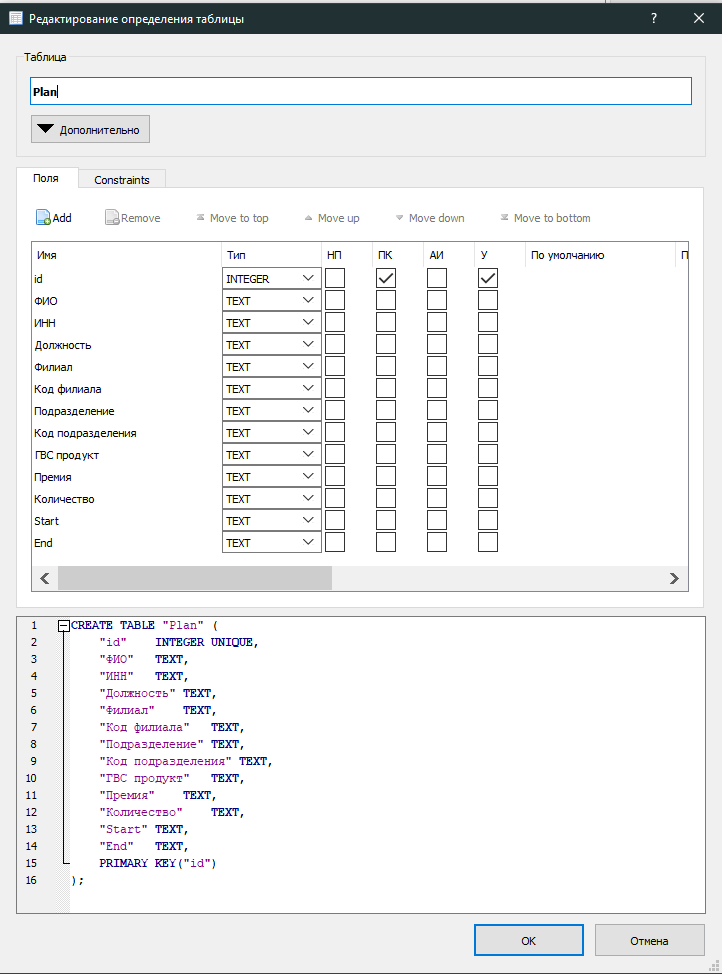 Редактирование определения таблицы ?
Таблица
Plan
Дополнительно
Поля Constraints
Add Remove Move to top Move up Move down Move to bottom
Имя Тип НП ПК АИ У По умолчанию П
id INTEGER
ФИО TEXT
ИНН TEXT
Должность TEXT
Филиал TEXT
Код филиала TEXT
Подразделение TEXT
Код подразделения TEXT
ГВС продукт TEXT
Премия TEXT
Количество TEXT
Start TEXT
End TEXT
1 CREATE TABLE "Plan" (
2 "id" INTEGER UNIQUE,
3 "ФИО" TEXT,
4 "ИНН" TEXT,
5 "Должность" TEXT,
6 "Филиал" TEXT,
7 "Код филиала" TEXT,
8 "Подразделение" TEXT,
9 "Код подразделения" TEXT,
10 "ГВС продукт" TEXT,
11 "Премия" TEXT,
12 "Количество" TEXT,
13 "Start" TEXT,
14 "End" TEXT,
15 PRIMARY KEY("id")
16 );
OK Отмена